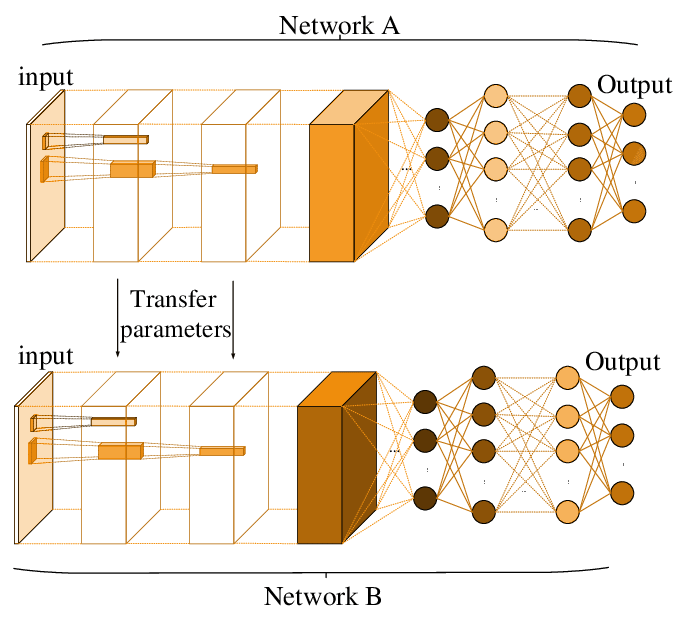 Network A
input
Output
...
Transfer
parameters
input
Output
...
Network B